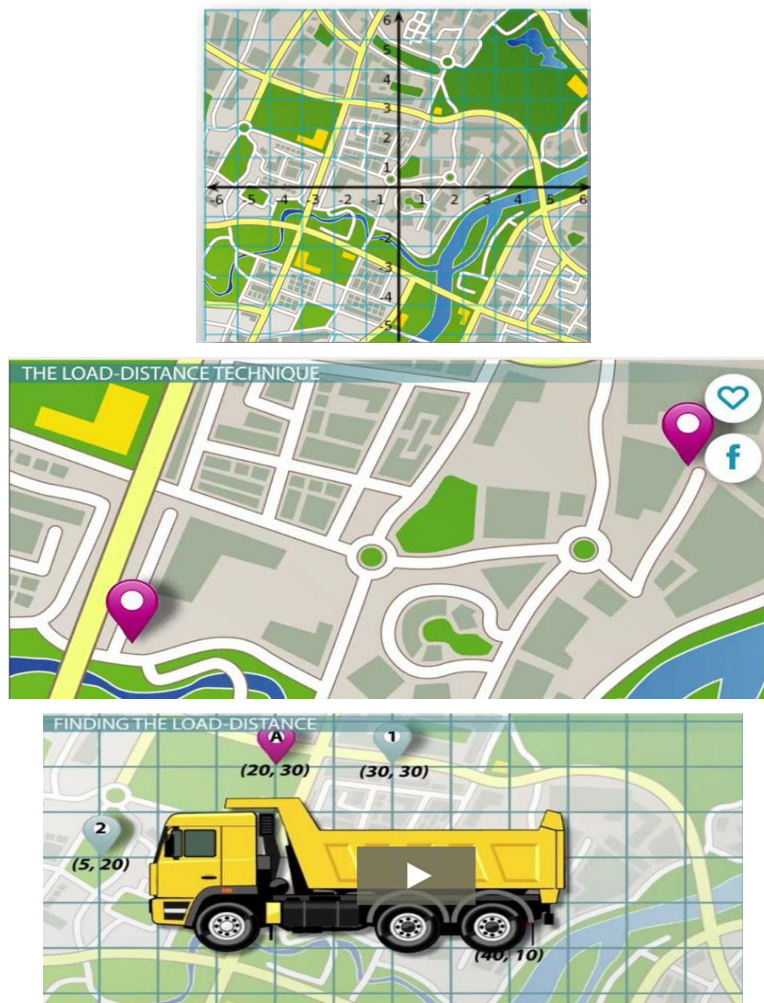 6
5
4
3
2
1
-6 -5 -4 -3 -2 -1 1 2 3 4 5 6
-2
-3
-4
-5
THE LOAD-DISTANCE TECHNIQUE
f
FINDING THE LOAD-DISTANCE
A 1
(20, 30) (30, 30)
2
(5, 20)
(40, 10)